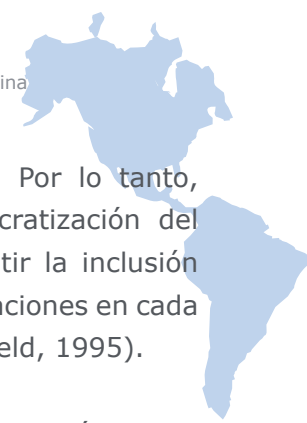 ina
Por lo tanto,
cratización del
tir la inclusión
aciones en cada
eld, 1995).